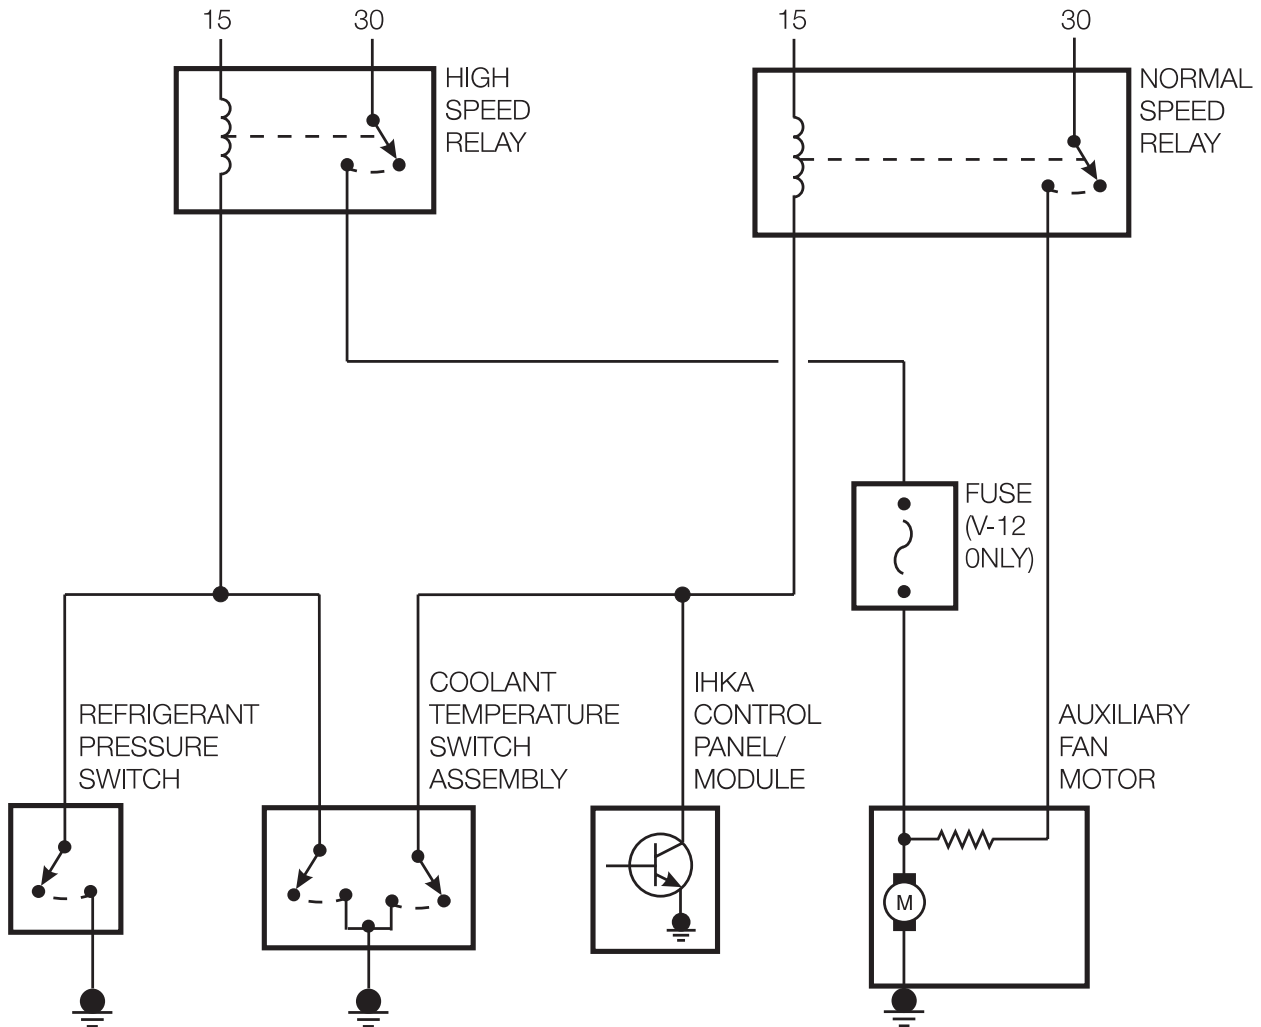 15
30
15
30
HIGH
SPEED
RELAY
NORMAL
SPEED
RELAY
FUSE
(V-12
0NLY)
REFRIGERANT
PRESSURE
SWITCH
COOLANT
TEMPERATURE
SWITCH
ASSEMBLY
IHKA
CONTROL
PANEL/
MODULE
AUXILIARY
FAN
MOTOR
M